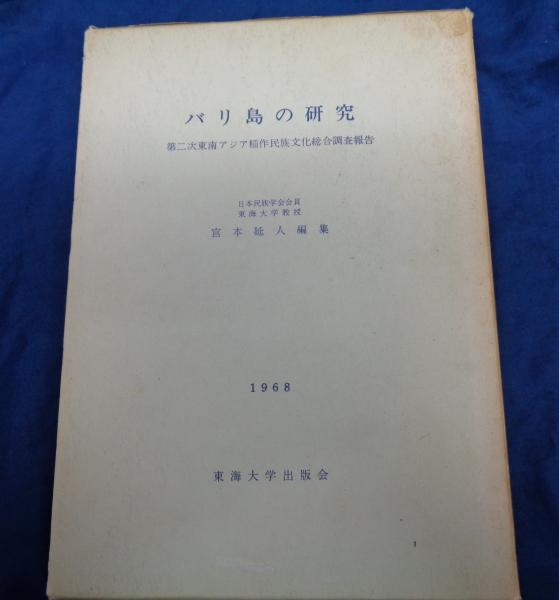 バリ島の研究
第二次東南アジア稲作民族文化総合調査報告
日本民族学会会員
東海大学教授
宮本延人編集
1968
東海大学出版会